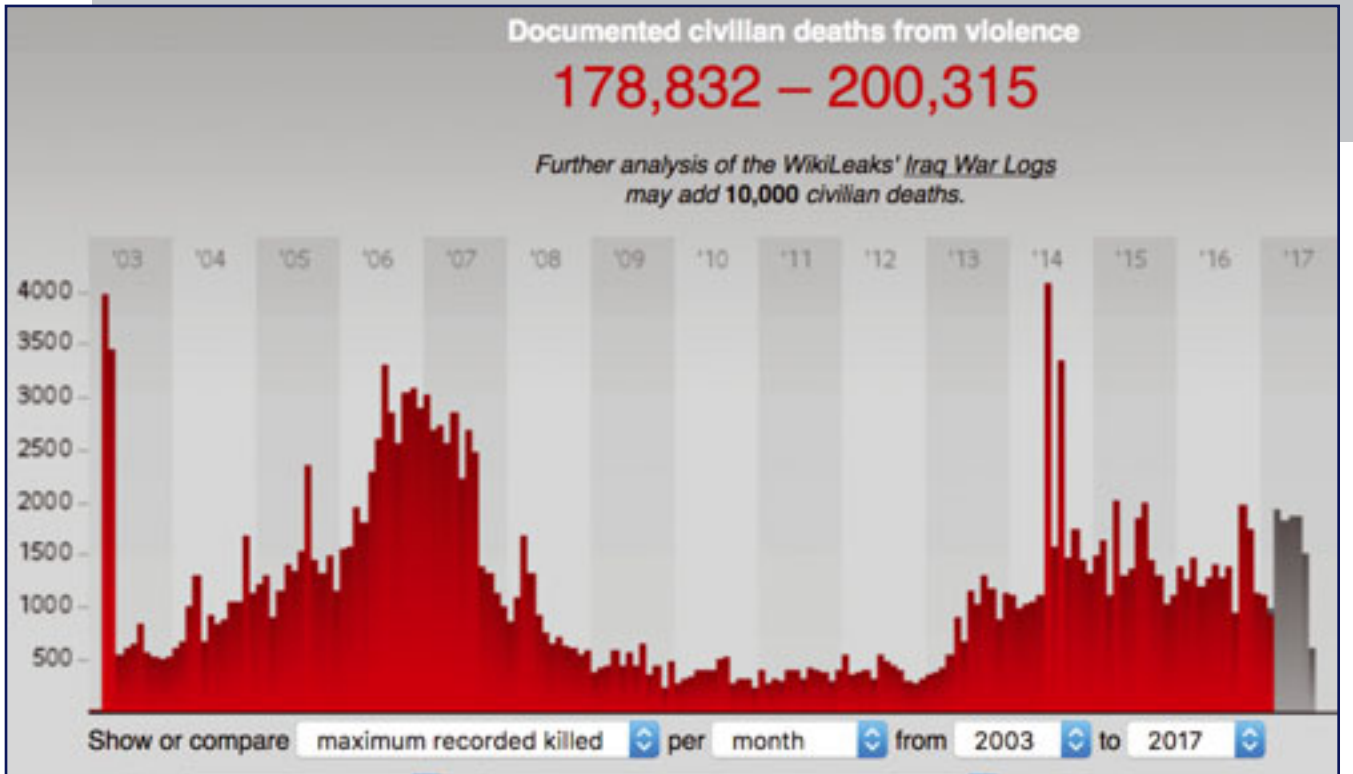 Documented civilian deaths from violence
178,832 – 200,315
Further analysis of the WikiLeaks' Iraq War Logs
may add 10,000 civilian deaths.
'03 '04 '05 '06 '07 '08 '09 '10 '11 '12 '13 '14 '15 '16 '17
4000
3500
3000
2500
2000
1500
1000
500
Show or compare maximum recorded killed per month from 2003 to 2017